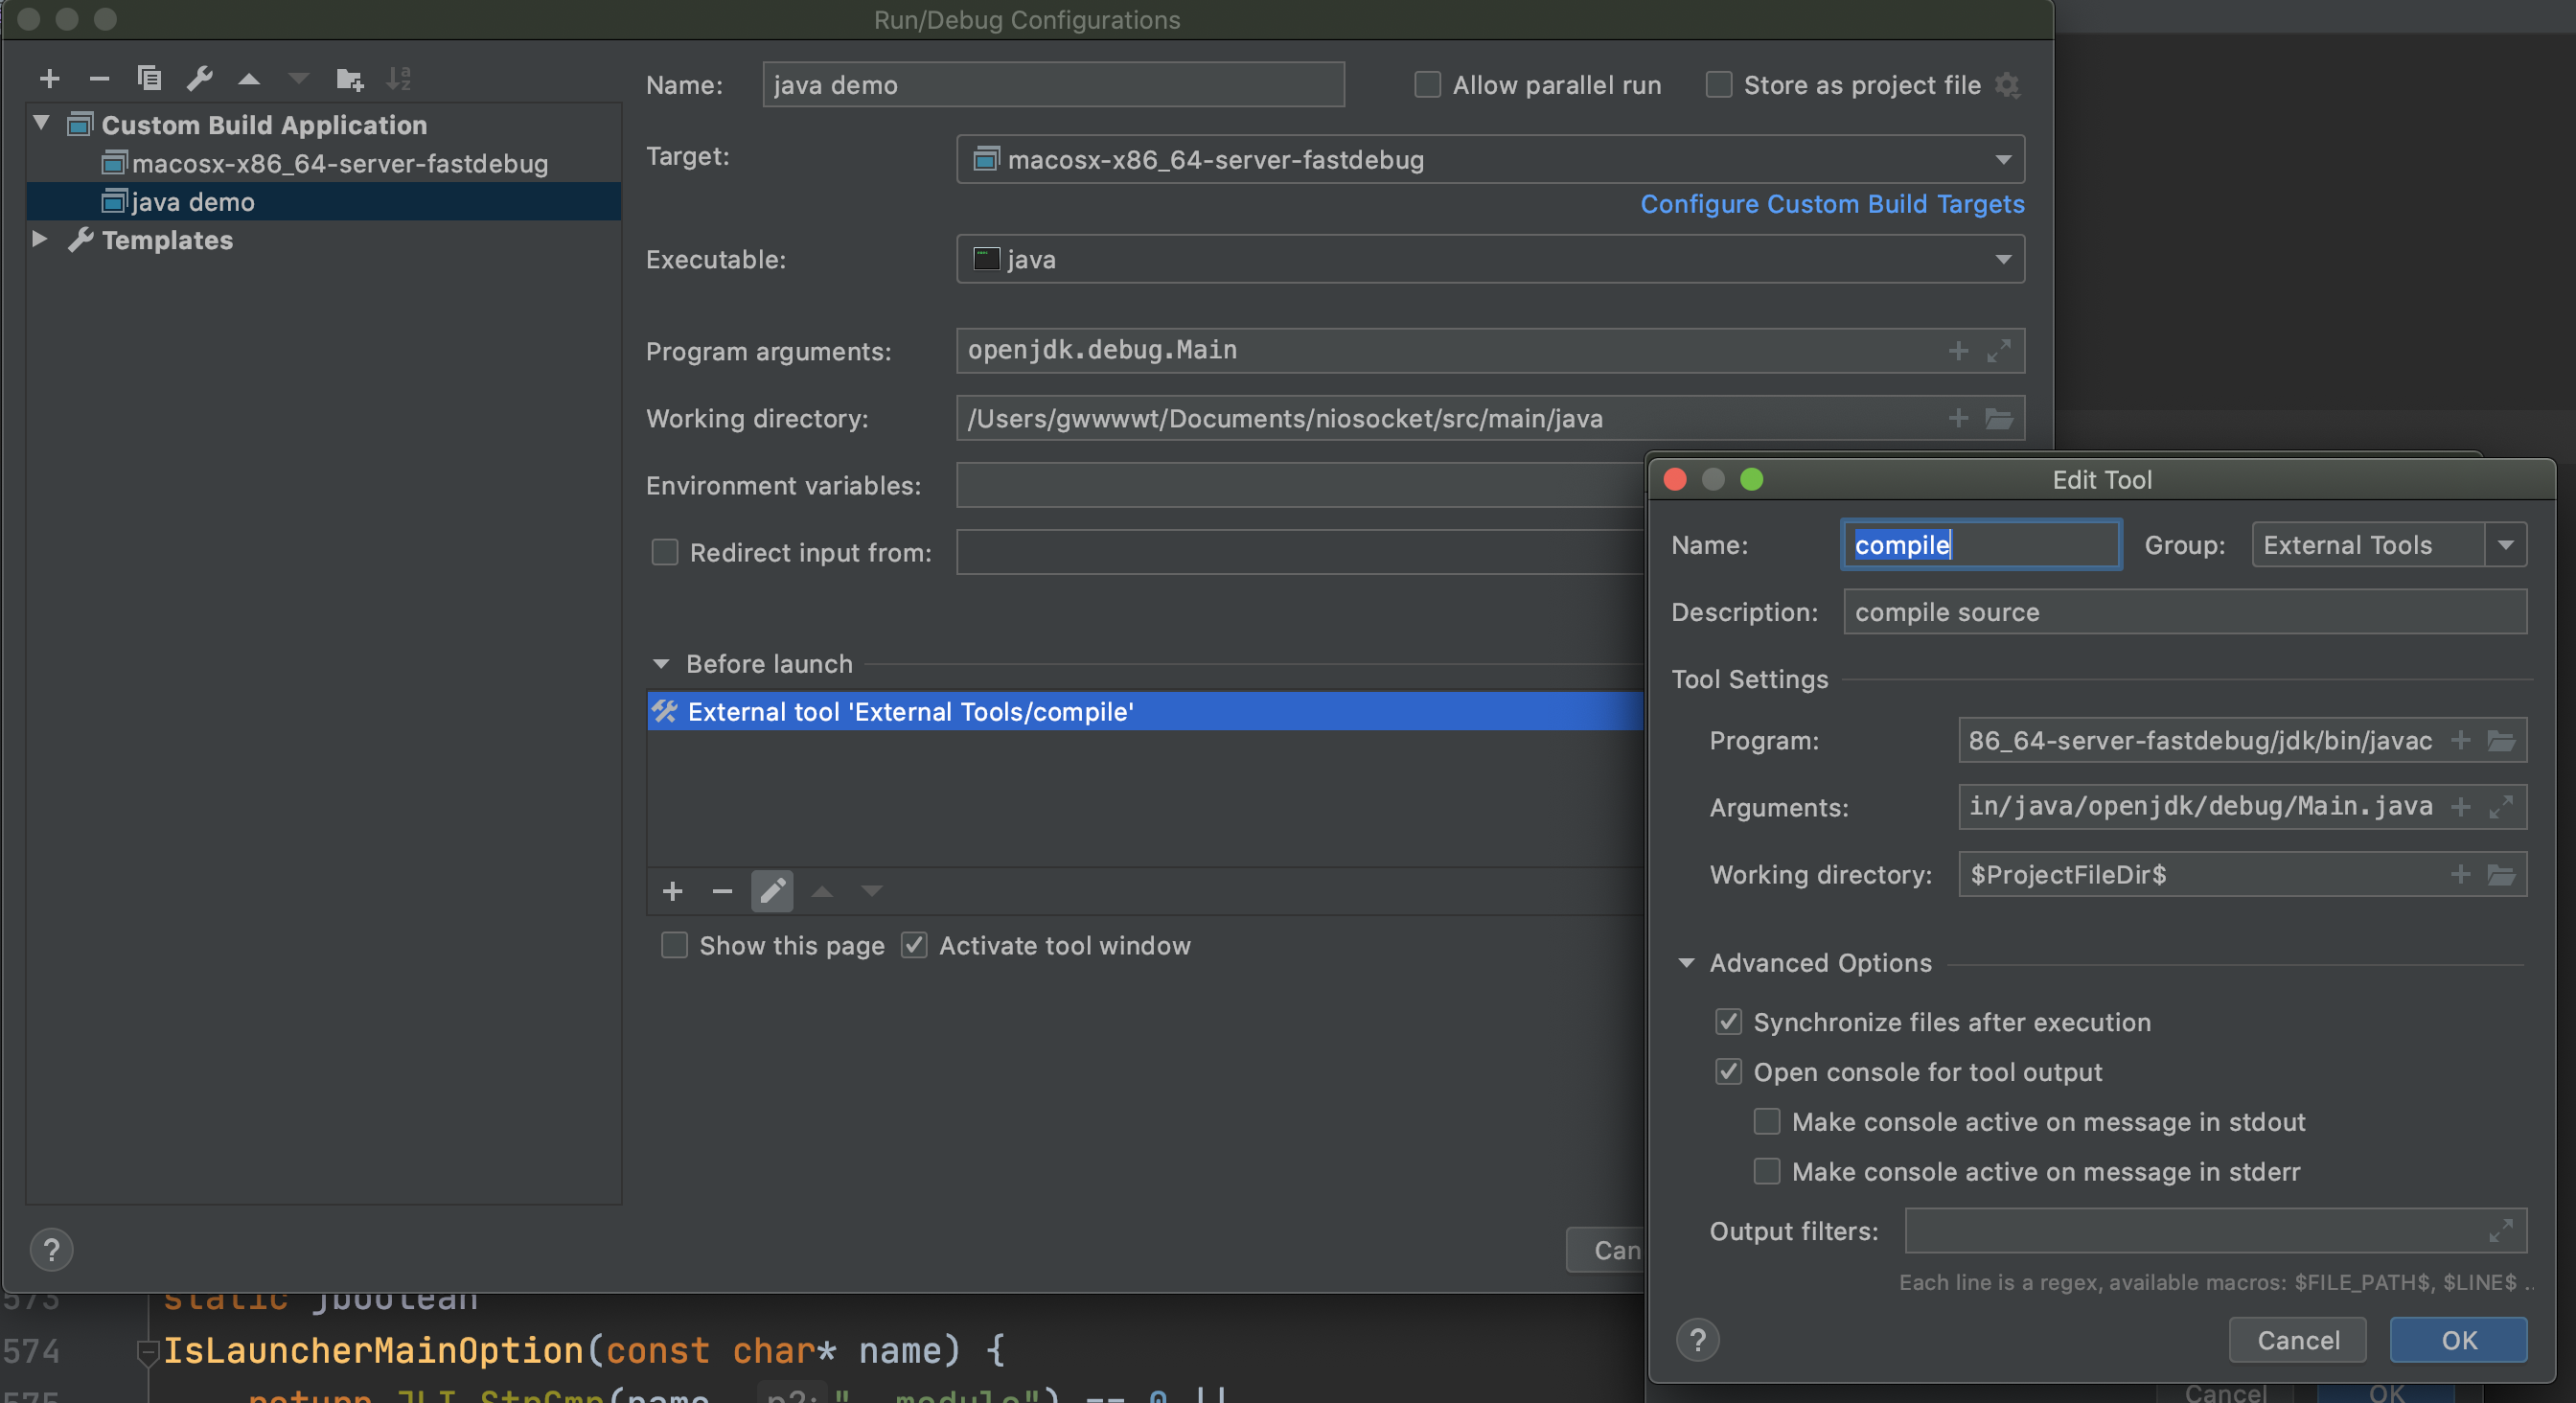 Run/Debug Configurations
Name: java demo Allow parallel run Store as project file
Custom Build Application
macosx-x86_64-server-fastdebug
java demo
Templates
Target: macosx-x86_64-server-fastdebug
Configure Custom Build Targets
Executable: java
Program arguments: openjdk.debug.Main
Working directory: /Users/gwwwwt/Documents/niosocket/src/main/java
Environment variables:
Redirect input from:
Before launch
External tool 'External Tools/compile'
Show this page Activate tool window
?
Can
Edit Tool
Name: compile Group: External Tools
Description: compile source
Tool Settings
Program: 86_64-server-fastdebug/jdk/bin/javac
Arguments: in/java/openjdk/debug/Main.java
Working directory: $ProjectFileDir$
Advanced Options
Synchronize files after execution
Open console for tool output
Make console active on message in stdout
Make console active on message in stderr
Output filters:
Each line is a regex, available macros: $FILE_PATH$, $LINE$ ..
? Cancel OK
Cancel OK
573 static jboolean
574 IsLauncherMainOption(const char* name) {
575 return JLI_StrCmp(name, p2: "--module") == 0 ||